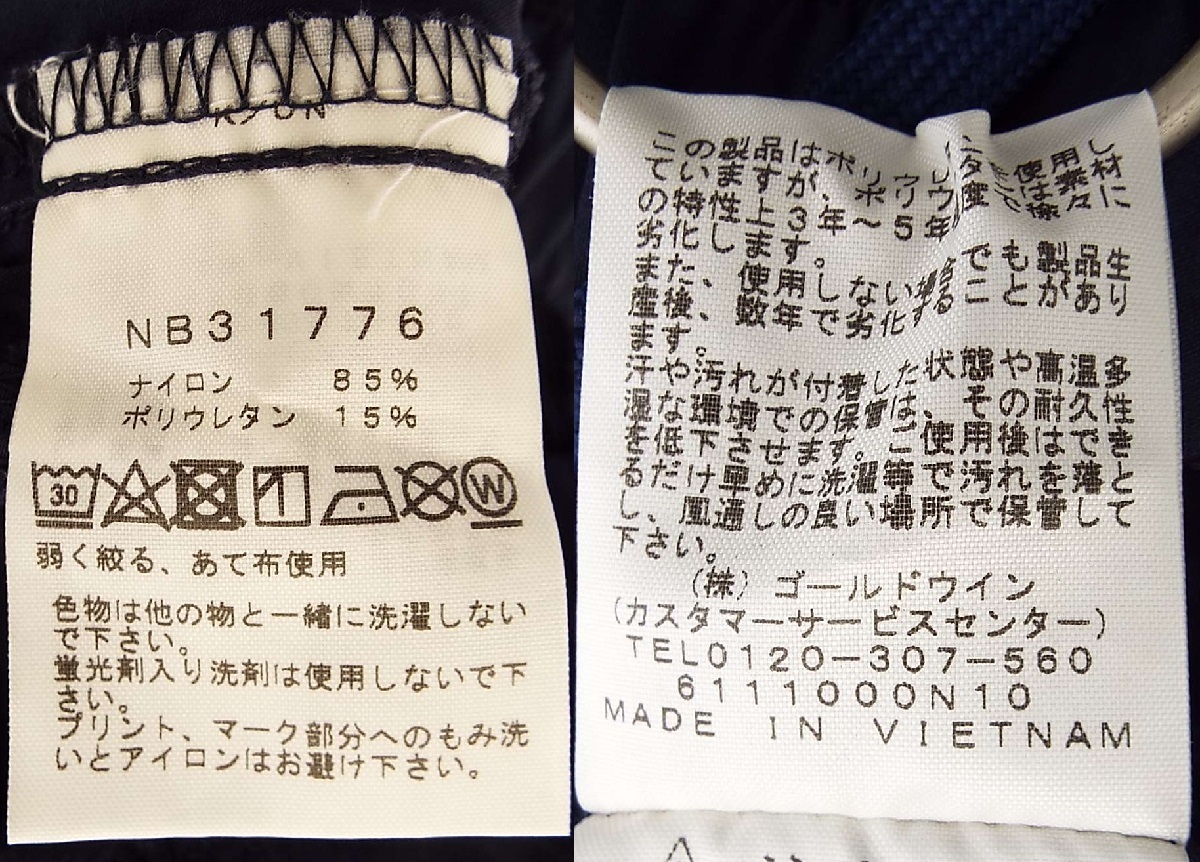 NB31776
ナイロン 85%
ポリウレタン 15%
30
W
弱く絞る、あて布使用
色物は他の物と一緒に洗濯しない
で下さい。
蛍光剤入り洗剤は使用しないで下
さい。
プリント、マーク部分へのもみ洗
いとアイロンはお避け下さい。
この製品はポリウ 使用し
ていますが、ポリウ は素材
の特性上3年～5年 徐々に
劣化します。
また、使用しない場合でも製品生
産後、数年で劣化することがあり
ます。
汗や汚れが付着した状態や高温多
湿な環境での保管は、その耐久性
を低下させます。ご使用後はでき
るだけ早めに洗濯等で汚れを落と
し、風通しの良い場所で保管して
下さい。
(株)ゴールドウイン
(カスタマーサービスセンター)
TEL0120-307-560
6111000N10
MADE IN VIETNAM